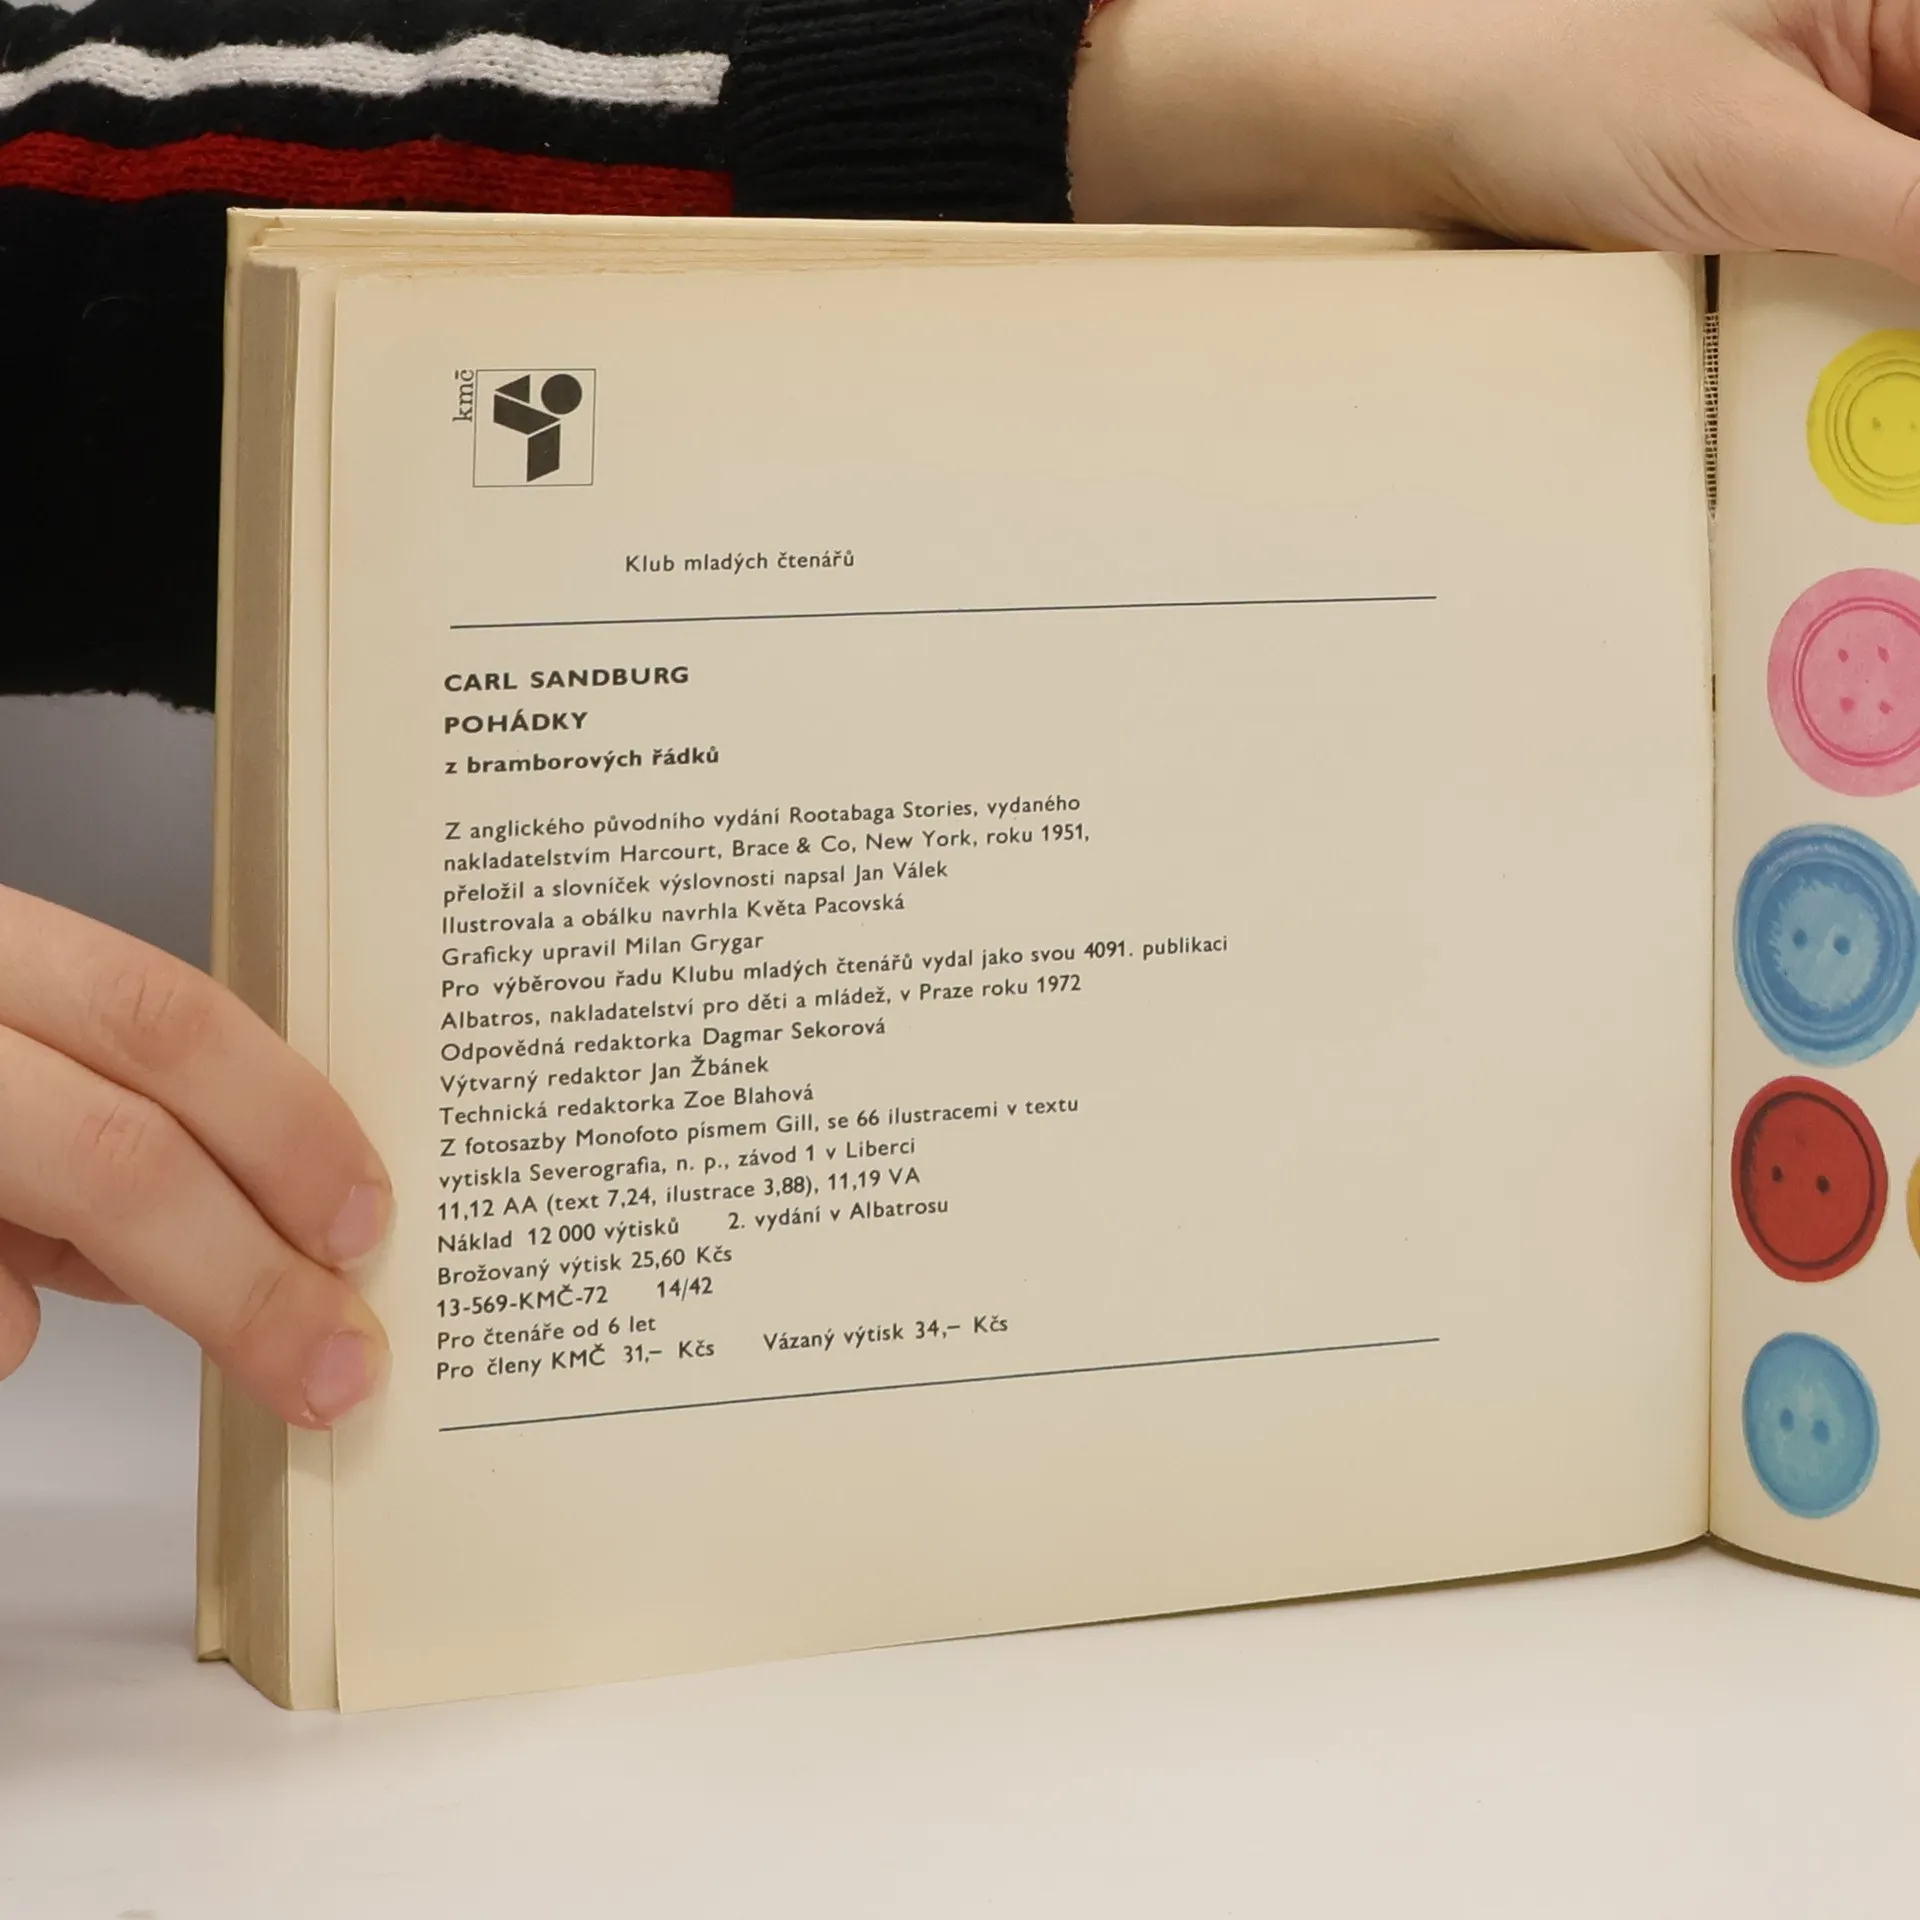 kmč
Klub mladých čtenářů
CARL SANDBURG
POHÁDKY
z bramborových řádků
Z anglického původního vydání Rootabaga Stories, vydaného
nakladatelstvím Harcourt, Brace & Co, New York, roku 1951,
přeložil a slovníček výslovnosti napsal Jan Válek
Ilustrovala a obálku navrhla Květa Pacovská
Graficky upravil Milan Grygar
Pro výběrovou řadu Klubu mladých čtenářů vydal jako svou 4091. publikaci
Albatros, nakladatelství pro děti a mládež, v Praze roku 1972
Odpovědná redaktorka Dagmar Sekorová
Výtvarný redaktor Jan Žbánek
Technická redaktorka Zoe Blahová
Z fotosazby Monofoto písmem Gill, se 66 ilustracemi v textu
vytiskla Severografia, n. p., závod 1 v Liberci
11,12 AA (text 7,24, ilustrace 3,88), 11,19 VA
Náklad 12 000 výtisků 2. vydání v Albatrosu
Brožovaný výtisk 25,60 Kčs
13-569-KMČ-72 14/42
Pro čtenáře od 6 let
Pro členy KMČ 31,– Kčs Vázaný výtisk 34,– Kčs